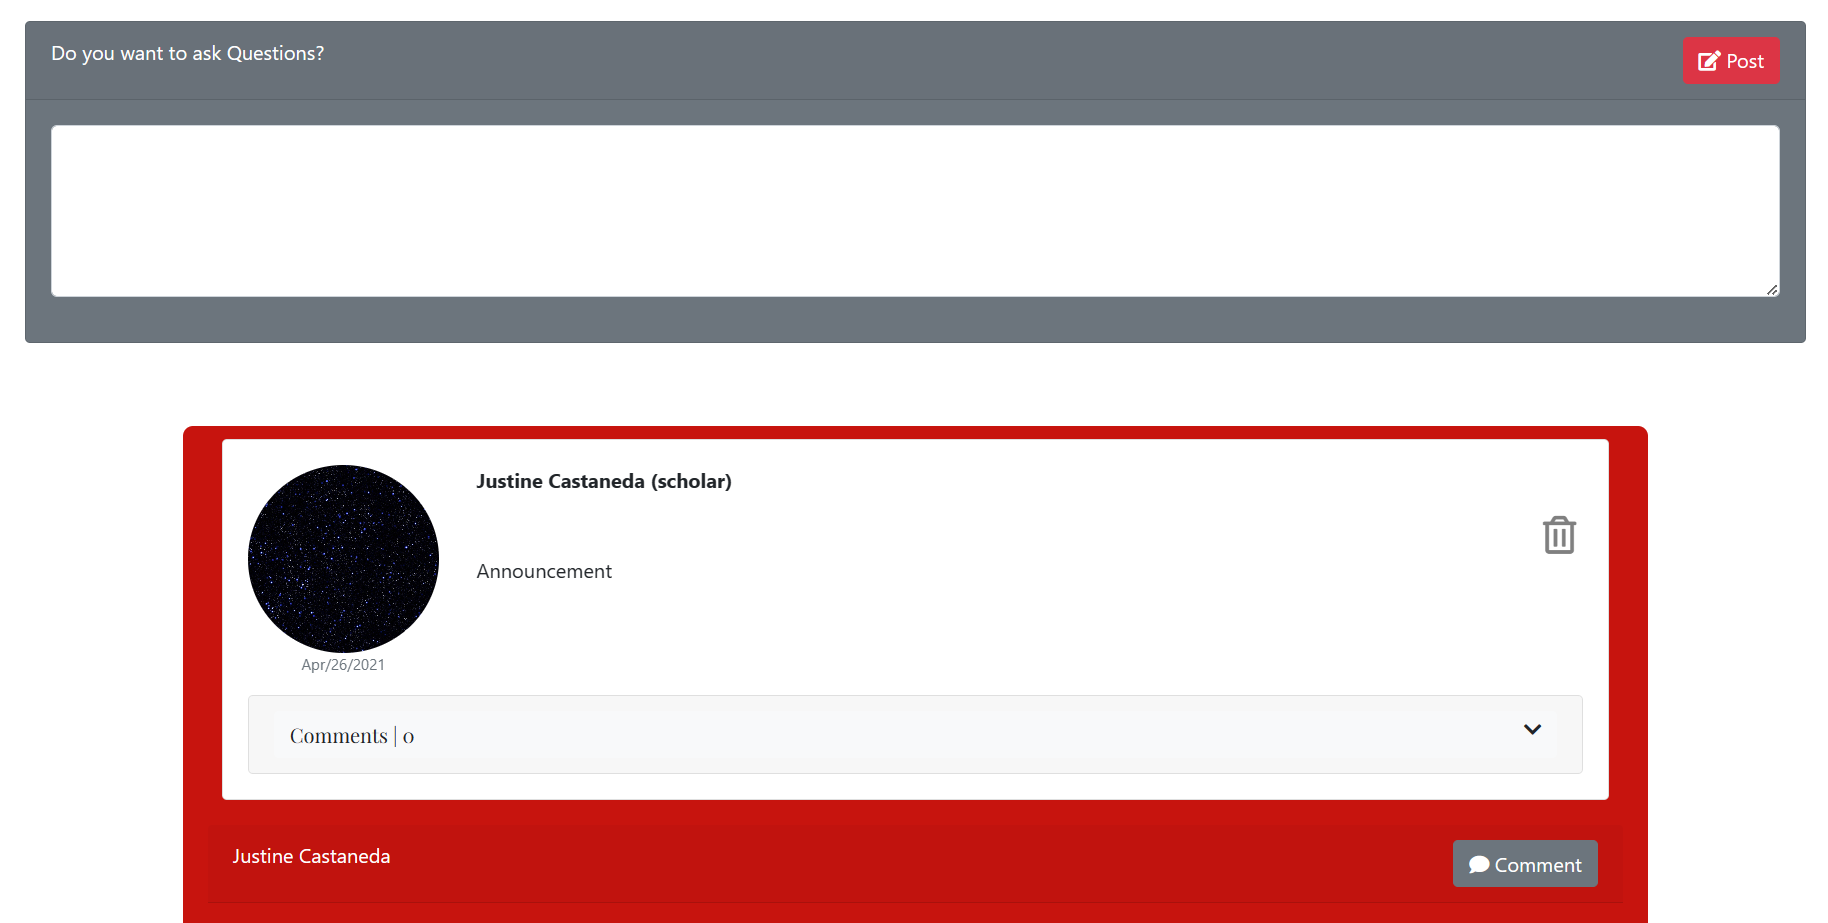 Do you want to ask Questions?
Post
Justine Castaneda (scholar)
Announcement
Apr/26/2021
Comments | 0
Justine Castaneda
Comment